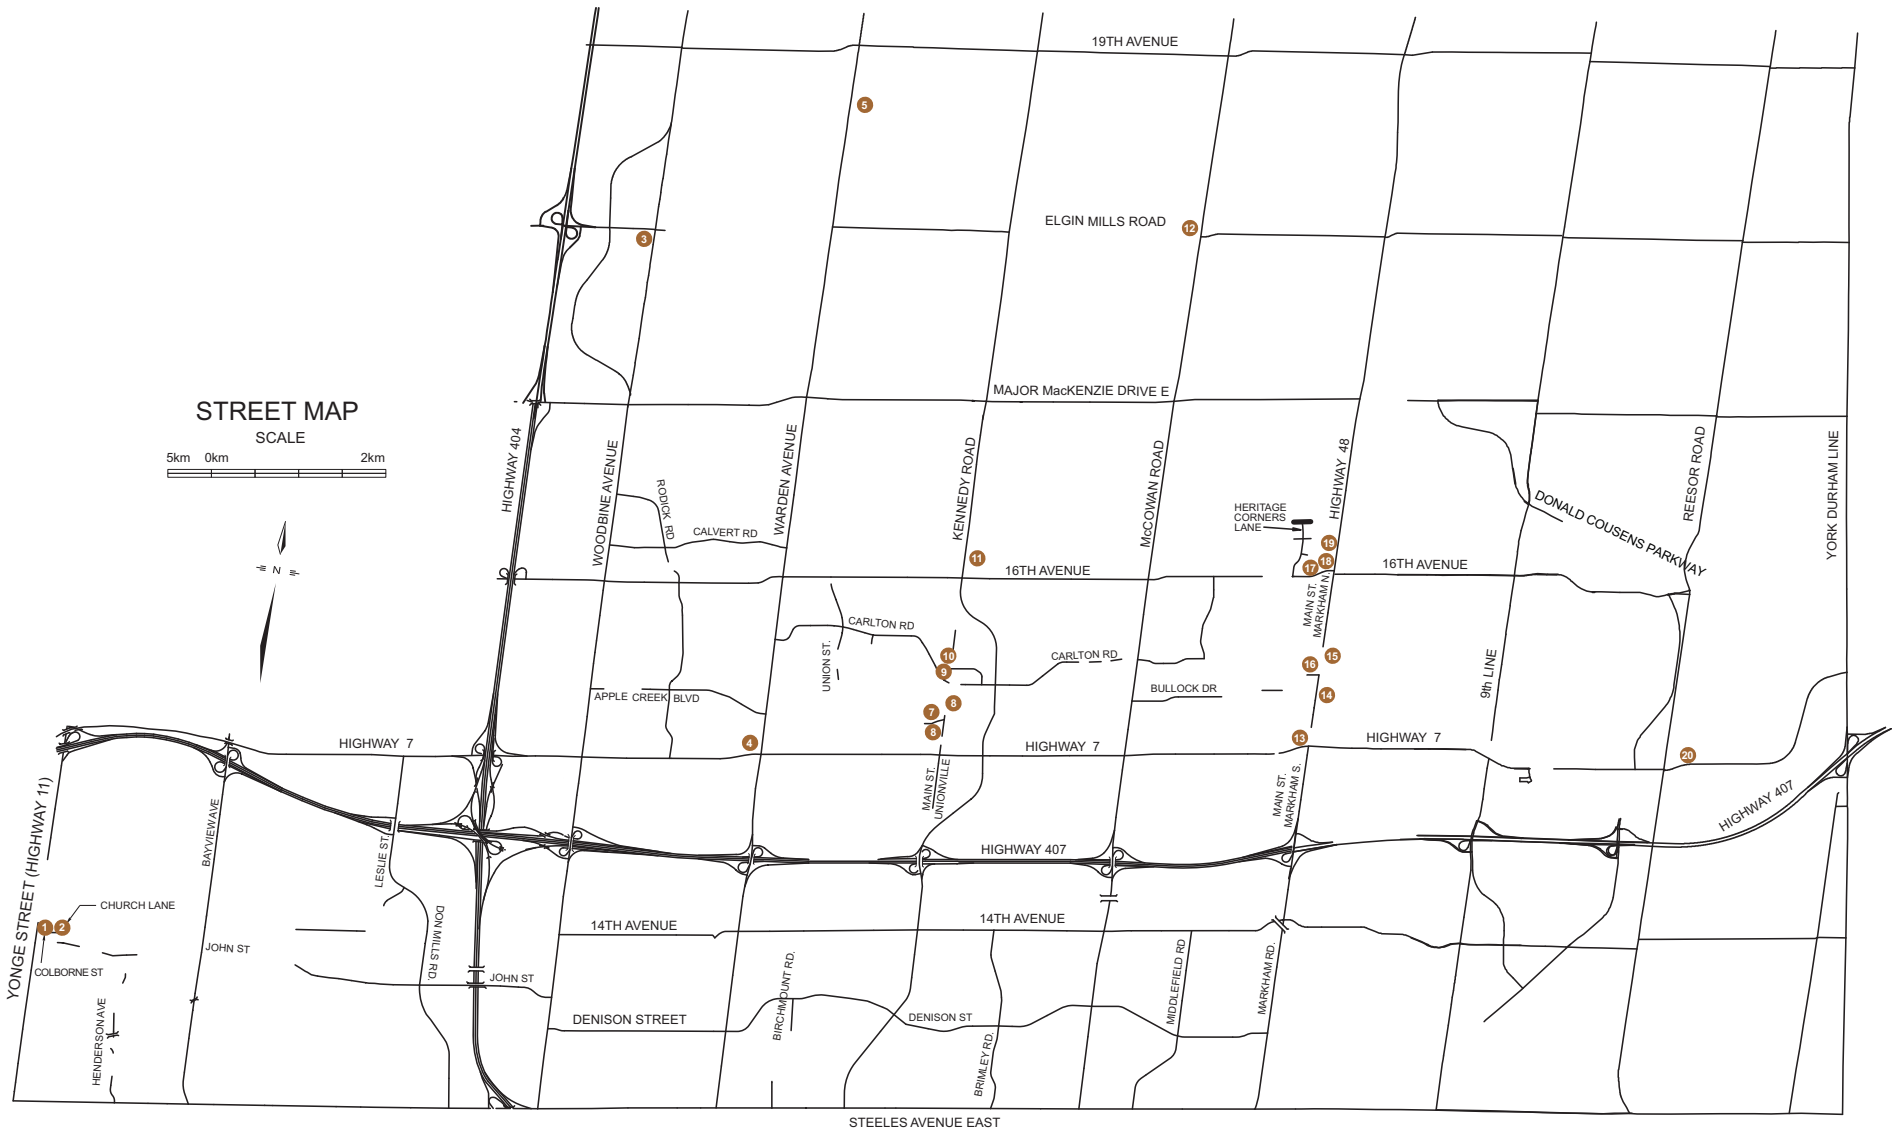 19TH AVENUE
5
ELGIN MILLS ROAD
12
3
MAJOR MacKENZIE DRIVE E
STREET MAP
SCALE
5km 0km 2km
HIGHWAY 404
WOODBINE AVENUE
RODICK RD
WARDEN AVENUE
KENNEDY ROAD
McCOWAN ROAD
HIGHWAY 48
REESOR ROAD
YORK DURHAM LINE
DONALD COUSENS PARKWAY
HERITAGE
CORNERS
LANE
CALVERT RD
N
11
16TH AVENUE
19
18
17
16TH AVENUE
MAIN ST.
MARKHAM N.
CARLTON RD
UNION ST.
10
9
CARLTON RD
15
16
9th LINE
APPLE CREEK BLVD
BULLOCK DR
14
8
7
8
4
HIGHWAY 7
HIGHWAY 7
13
HIGHWAY 7
20
MAIN ST.
UNIONVILLE
MAIN ST.
MARKHAM S.
HIGHWAY 407
HIGHWAY 407
YONGE STREET (HIGHWAY 11)
BAYVIEW AVE
LESLIE ST.
CHURCH LANE
1
2
COLBORNE ST
JOHN ST
DON MILLS RD.
14TH AVENUE
14TH AVENUE
JOHN ST
HENDERSON AVE
DENISON STREET
BIRCHMOUNT RD.
DENISON ST
BRIMLEY RD.
MIDDLEFIELD RD
MARKHAM RD.
STEELES AVENUE EAST